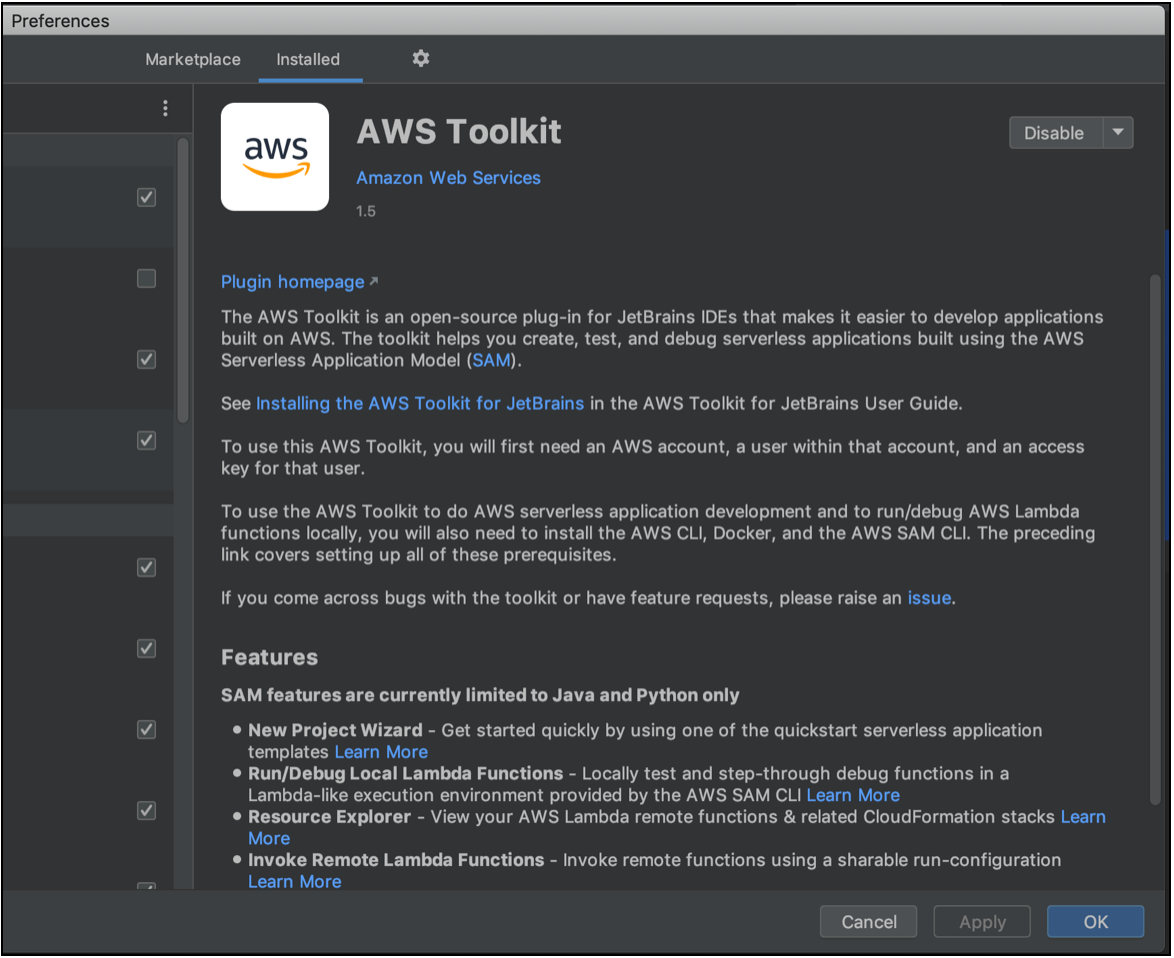 Preferences
Marketplace Installed
aws
AWS Toolkit
Disable
Amazon Web Services
1.5
Plugin homepage ↗
The AWS Toolkit is an open-source plug-in for JetBrains IDEs that makes it easier to develop applications
built on AWS. The toolkit helps you create, test, and debug serverless applications built using the AWS
Serverless Application Model (SAM).
See Installing the AWS Toolkit for JetBrains in the AWS Toolkit for JetBrains User Guide.
To use this AWS Toolkit, you will first need an AWS account, a user within that account, and an access
key for that user.
To use the AWS Toolkit to do AWS serverless application development and to run/debug AWS Lambda
functions locally, you will also need to install the AWS CLI, Docker, and the AWS SAM CLI. The preceding
link covers setting up all of these prerequisites.
If you come across bugs with the toolkit or have feature requests, please raise an issue.
Features
SAM features are currently limited to Java and Python only
• New Project Wizard - Get started quickly by using one of the quickstart serverless application
templates Learn More
• Run/Debug Local Lambda Functions - Locally test and step-through debug functions in a
Lambda-like execution environment provided by the AWS SAM CLI Learn More
• Resource Explorer - View your AWS Lambda remote functions & related CloudFormation stacks Learn
More
• Invoke Remote Lambda Functions - Invoke remote functions using a sharable run-configuration
Learn More
Cancel Apply OK